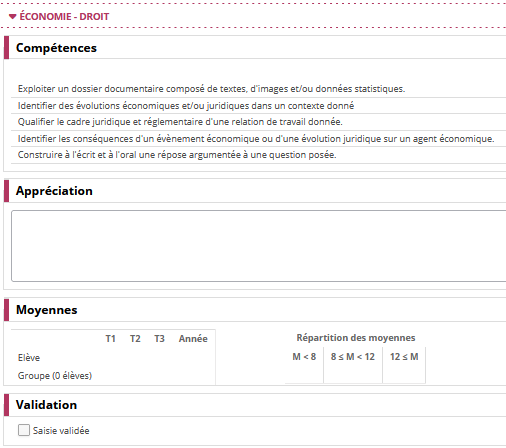 ÉCONOMIE - DROIT
Compétences
Exploiter un dossier documentaire composé de textes, d'images et/ou données statistiques.
Identifier des évolutions économiques et/ou juridiques dans un contexte donné
Qualifier le cadre juridique et réglementaire d'une relation de travail donnée.
Identifier les conséquences d'un évènement économique ou d'une évolution juridique sur un agent économique.
Construire à l'écrit et à l'oral une répose argumentée à une question posée.
Appréciation
Moyennes
T1 T2 T3 Année
Elève
Groupe (0 élèves)
Répartition des moyennes
M < 8 8 ≤ M < 12 12 ≤ M
Validation
Saisie validée